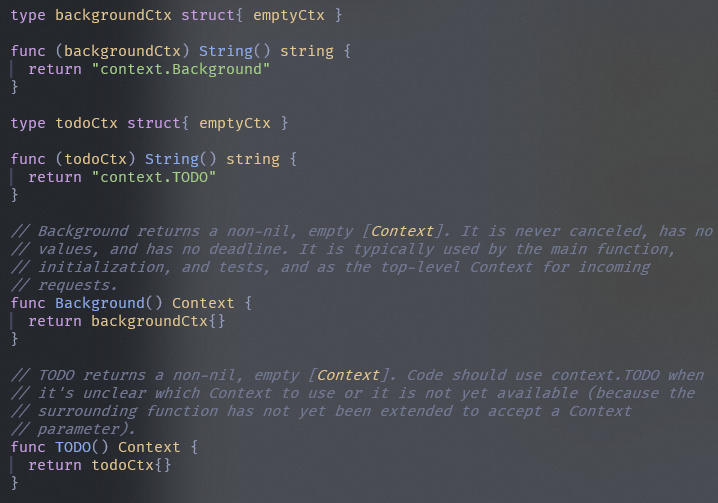 type backgroundCtx struct{ emptyCtx }
func (backgroundCtx) String() string {
return "context.Background"
}
type todoCtx struct{ emptyCtx }
func (todoCtx) String() string {
return "context.TODO"
}
// Background returns a non-nil, empty [Context]. It is never canceled, has no
// values, and has no deadline. It is typically used by the main function,
// initialization, and tests, and as the top-level Context for incoming
// requests.
func Background() Context {
return backgroundCtx{}
}
// TODO returns a non-nil, empty [Context]. Code should use context.TODO when
// it's unclear which Context to use or it is not yet available (because the
// surrounding function has not yet been extended to accept a Context
// parameter).
func TODO() Context {
return todoCtx{}
}